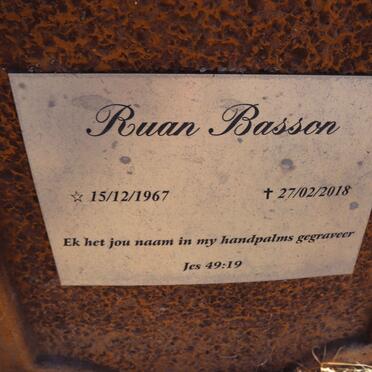 Ruan Basson
☆ 15/12/1967 ✝ 27/02/2018
Ek het jou naam in my handpalms gegraveer
Jes 49:19